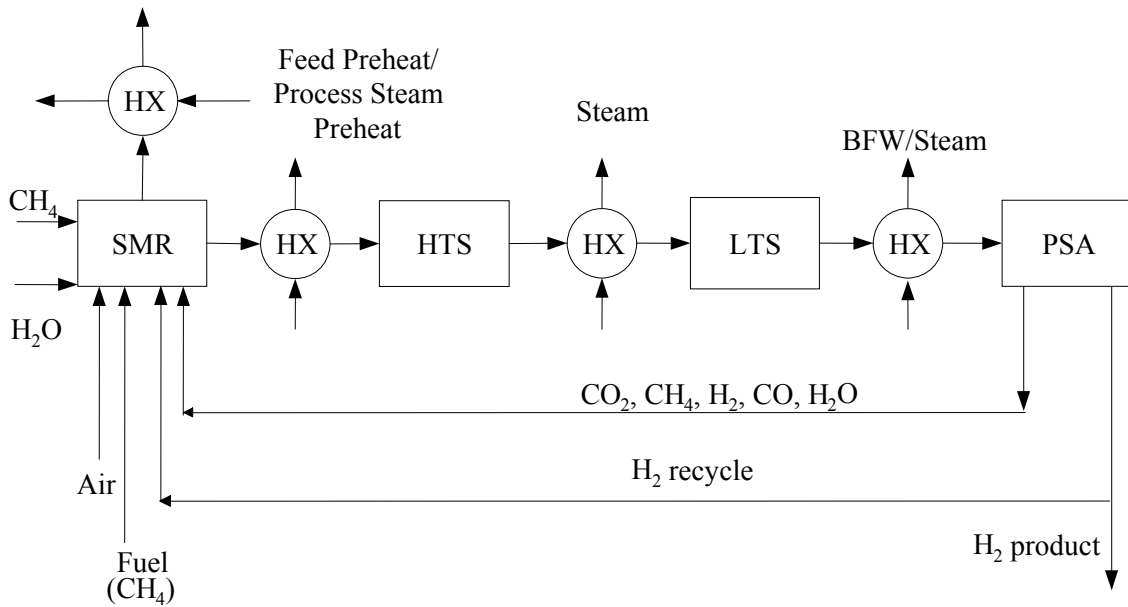 Feed Preheat/
Process Steam
Preheat
HX
Steam
BFW/Steam
CH₄
SMR
HX
HTS
HX
LTS
HX
PSA
H₂O
CO₂, CH₄, H₂, CO, H₂O
H₂ recycle
Air
Fuel
(CH₄)
H₂ product